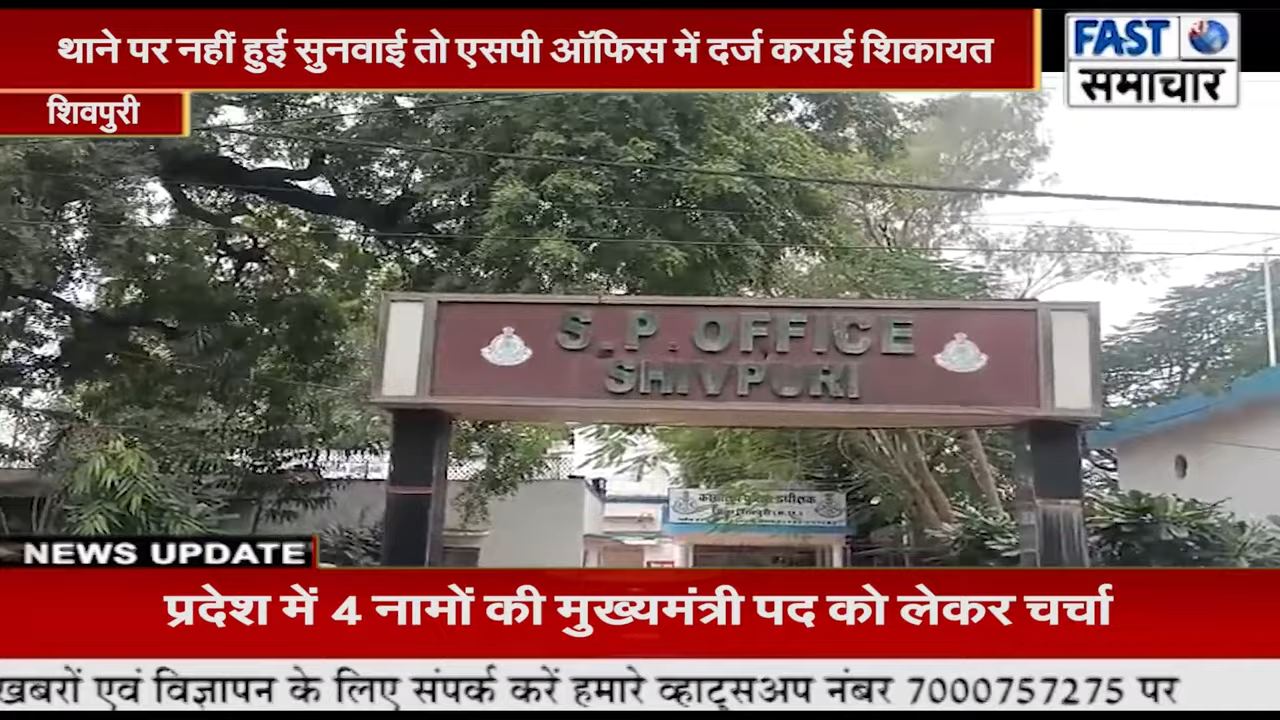 थाने पर नहीं हुई सुनवाई तो एसपी ऑफिस में दर्ज कराई शिकायत
FAST
समाचार
शिवपुरी
S.P. OFFICE
SHIVPURI
NEWS UPDATE
प्रदेश में 4 नामों की मुख्यमंत्री पद को लेकर चर्चा
खबरों एवं विज्ञापन के लिए संपर्क करें हमारे व्हाट्सअप नंबर 7000757275 पर